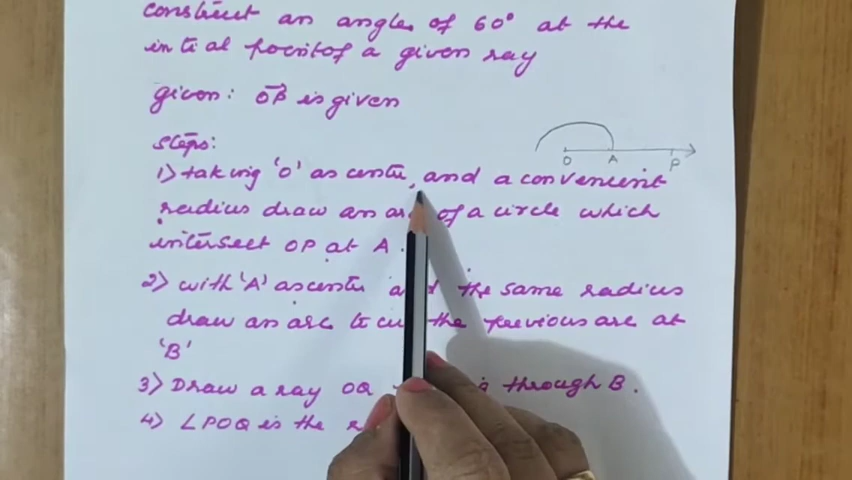 construct an angle of 60° at the
initial point of a given ray
given: OP is given
steps:
1) taking 'O' as centre, and a convenient
radius draw an arc of a circle which
intersect OP at A.
2) with 'A' as centre and the same radius
draw an arc to cut the previous arc at
'B'
3) Draw a ray OQ through B.
4) ∠POQ is the
O A P